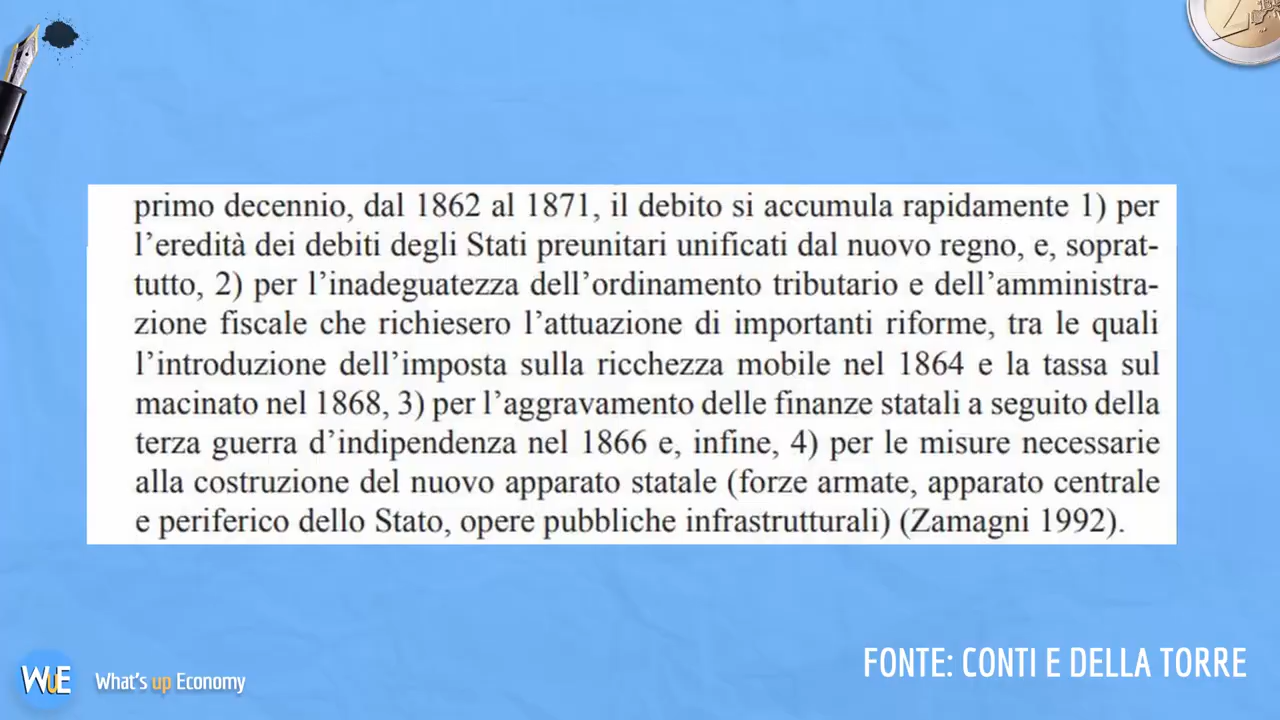 primo decennio, dal 1862 al 1871, il debito si accumula rapidamente 1) per
l’eredità dei debiti degli Stati preunitari unificati dal nuovo regno, e, soprat-
tutto, 2) per l’inadeguatezza dell’ordinamento tributario e dell’amministra-
zione fiscale che richiesero l’attuazione di importanti riforme, tra le quali
l’introduzione dell’imposta sulla ricchezza mobile nel 1864 e la tassa sul
macinato nel 1868, 3) per l’aggravamento delle finanze statali a seguito della
terza guerra d’indipendenza nel 1866 e, infine, 4) per le misure necessarie
alla costruzione del nuovo apparato statale (forze armate, apparato centrale
e periferico dello Stato, opere pubbliche infrastrutturali) (Zamagni 1992).
FONTE: CONTI E DELLA TORRE
WuE What's up Economy